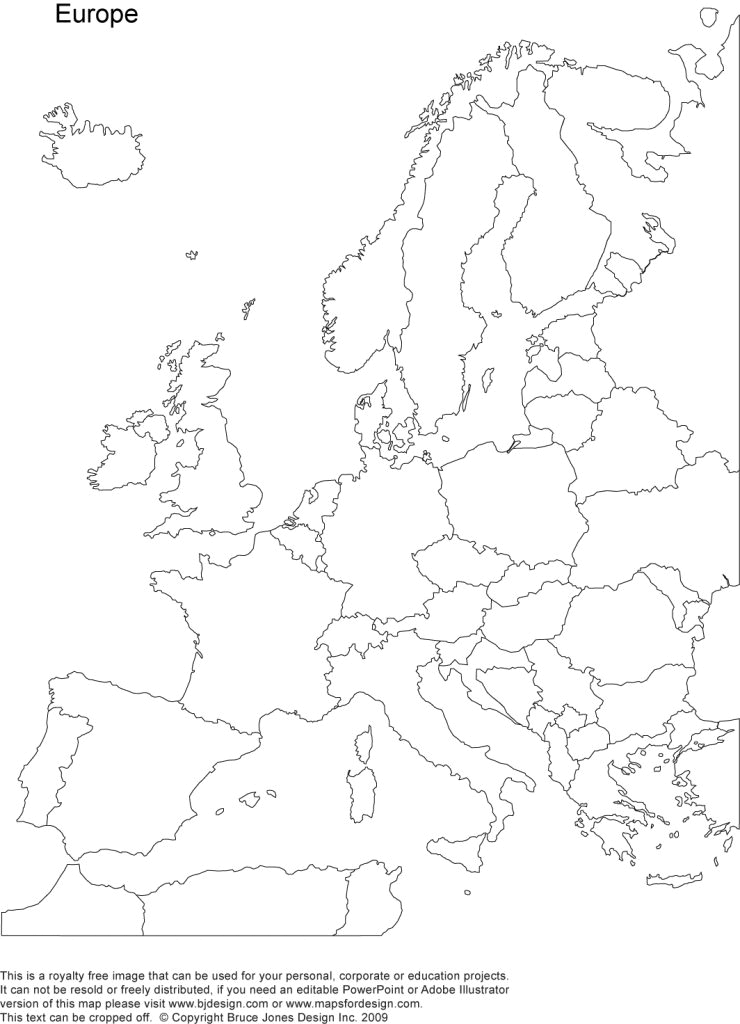 Europe
This is a royalty free image that can be used for your personal, corporate or education projects.
It can not be resold or freely distributed, if you need an editable PowerPoint or Adobe Illustrator
version of this map please visit www.bjdesign.com or www.mapsfordesign.com.
This text can be cropped off. © Copyright Bruce Jones Design Inc. 2009